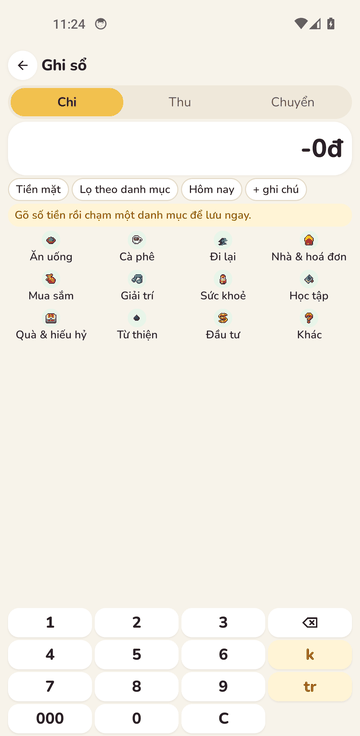 11:24
Ghi sổ
Chi Thu Chuyển
-0đ
Tiền mặt Lọ theo danh mục Hôm nay + ghi chú
Gõ số tiền rồi chạm một danh mục để lưu ngay.
Ăn uống Cà phê Đi lại Nhà & hoá đơn
Mua sắm Giải trí Sức khoẻ Học tập
Quà & hiếu hỷ Từ thiện Đầu tư Khác
1 2 3
4 5 6 k
7 8 9 tr
000 0 C